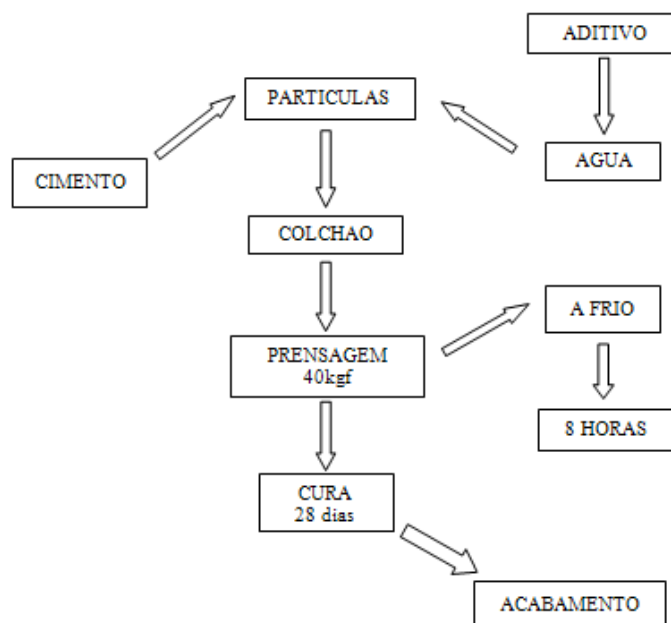 ADITIVO
PARTICULAS
AGUA
CIMENTO
COLCHAO
A FRIO
PRENSAGEM
40kgf
8 HORAS
CURA
28 dias
ACABAMENTO